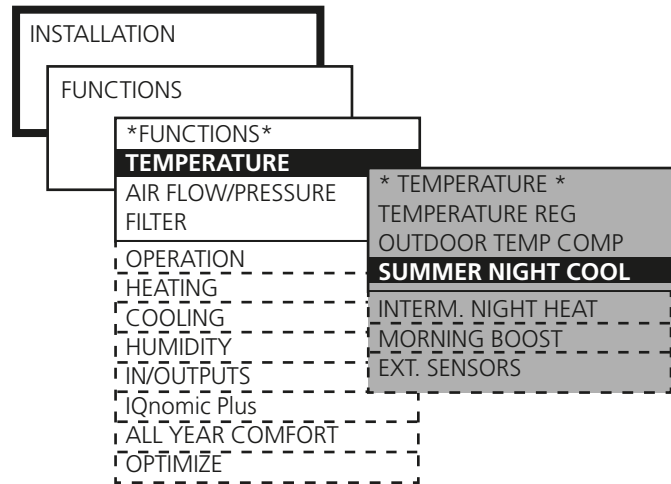 INSTALLATION
FUNCTIONS
*FUNCTIONS*
TEMPERATURE
AIR FLOW/PRESSURE
FILTER
OPERATION
HEATING
COOLING
HUMIDITY
IN/OUTPUTS
IQnomic Plus
ALL YEAR COMFORT
OPTIMIZE
* TEMPERATURE *
TEMPERATURE REG
OUTDOOR TEMP COMP
SUMMER NIGHT COOL
INTERM. NIGHT HEAT
MORNING BOOST
EXT. SENSORS